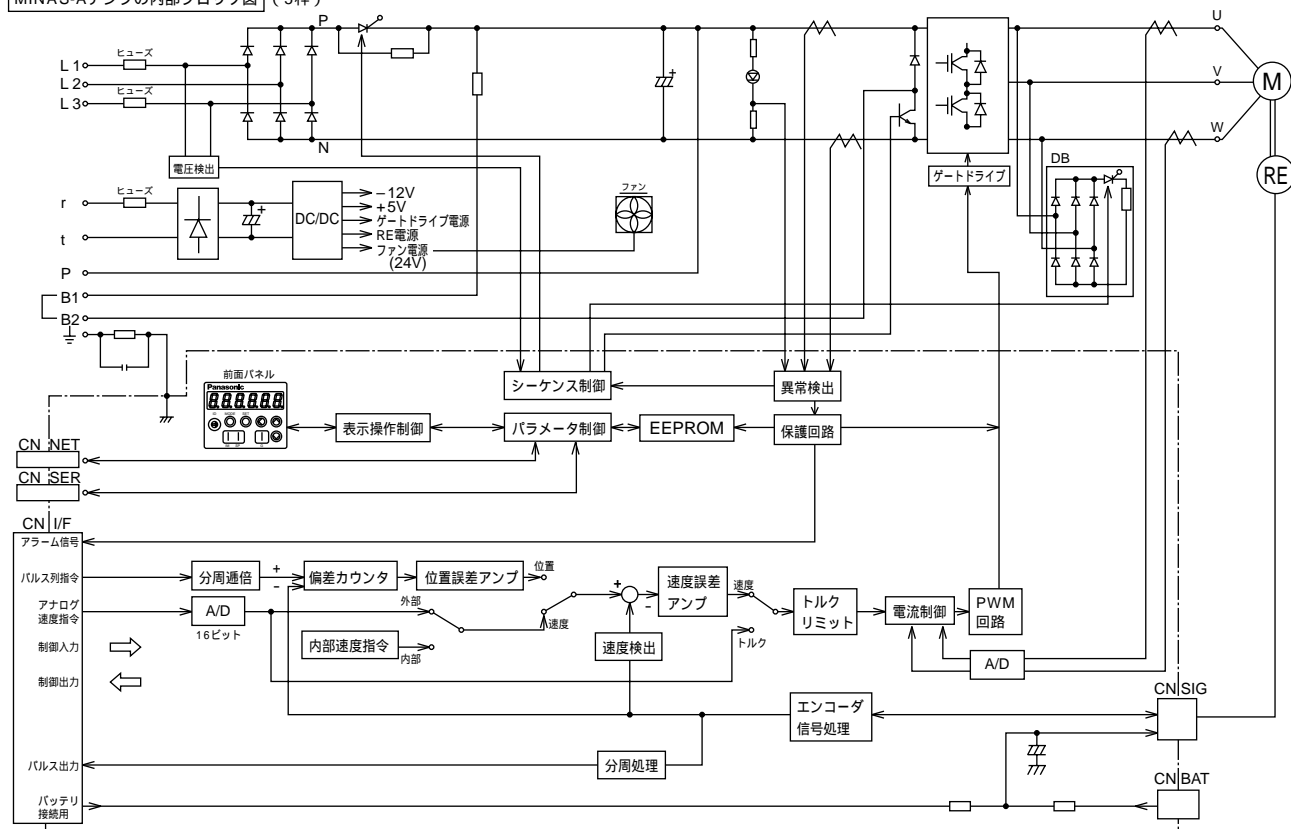 MINAS-Aアンプの内部ブロック図 (5枠)
P
U
ヒューズ
L1
L2
V
M
ヒューズ
L3
W
N
電圧検出
DB
ゲートドライブ
RE
ファン
ヒューズ
−12V
r
+5V
DC/DC
ゲートドライブ電源
RE電源
t
ファン電源
(24V)
P
B1
B2
前面パネル
シーケンス制御
異常検出
Panasonic
8.8.8.8.8.8.
MODE SET
表示操作制御
パラメータ制御
EEPROM
保護回路
CN NET
CN SER
CN I/F
アラーム信号
パルス列指令
分周逓倍
+
−
偏差カウンタ
位置誤差アンプ
位置
+
-
速度誤差
アンプ
速度
アナログ
速度指令
A/D
16ビット
外部
速度
トルク
リミット
電流制御
PWM
回路
制御入力
内部速度指令
内部
速度検出
トルク
A/D
制御出力
CN SIG
エンコーダ
信号処理
パルス出力
分周処理
CN BAT
バッテリ
接続用